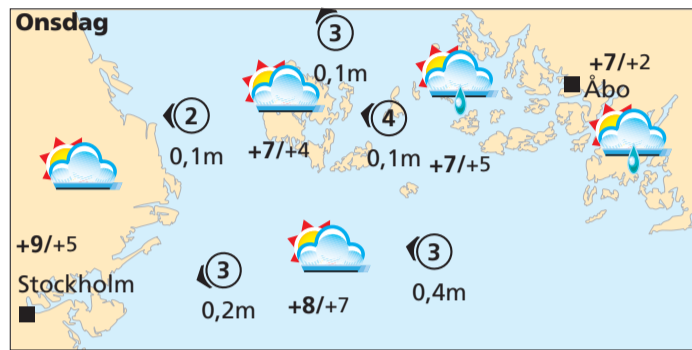 Onsdag
3
0,1m
+7/+2
Åbo
2
0,1m
+7/+4
4
0,1m
+7/+5
+9/+5
Stockholm
3
0,2m
+8/+7
3
0,4m